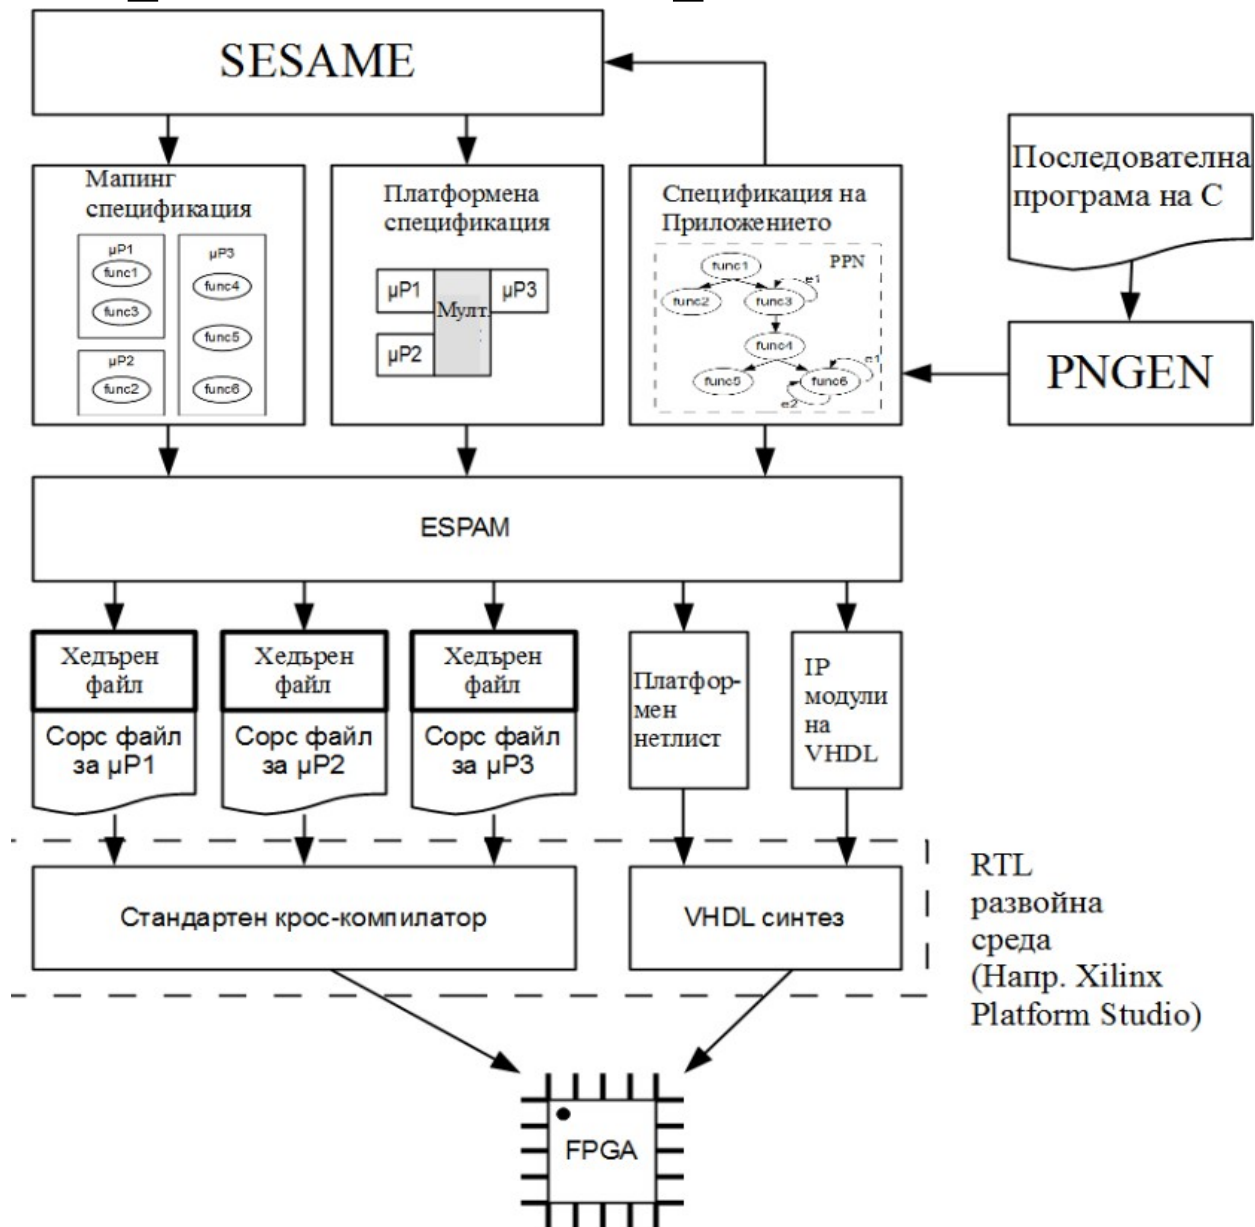 SESAME
Мапинг
спецификация
µP1
func1
func3
µP2
func2
µP3
func4
func5
func6
Платформена
спецификация
µP1
Мулт.
µP3
µP2
Спецификация на
Приложението
PPN
func1
e1
func2
func3
func4
func5
func6
e1
e2
Последователна
програма на С
PNGEN
ESPAM
Хедърен
файл
Сорс файл
за µP1
Хедърен
файл
Сорс файл
за µP2
Хедърен
файл
Сорс файл
за µP3
Платфор-
мен
нетлист
IP
модули
на
VHDL
Стандартен крос-компилатор
VHDL синтез
RTL
развойна
среда
(Напр. Xilinx
Platform Studio)
FPGA